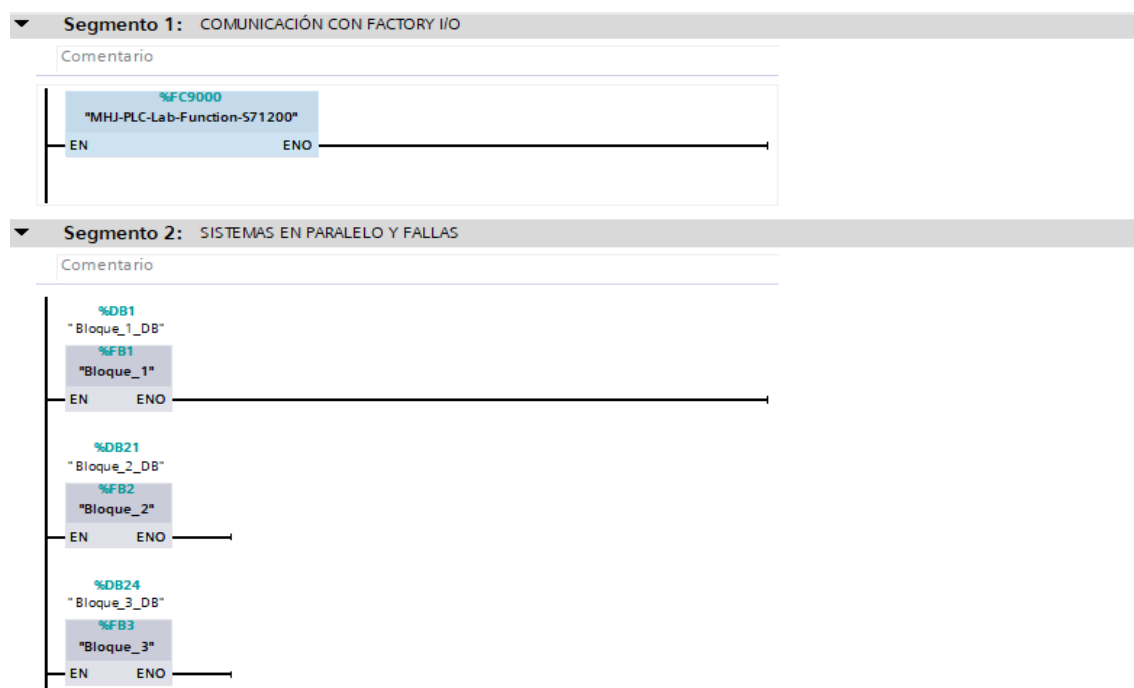 Segmento 1: COMUNICACIÓN CON FACTORY I/O
Comentario
%FC9000
"MHJ-PLC-Lab-Function-S71200"
EN ENO
Segmento 2: SISTEMAS EN PARALELO Y FALLAS
Comentario
%DB1
"Bloque_1_DB"
%FB1
"Bloque_1"
EN ENO
%DB21
"Bloque_2_DB"
%FB2
"Bloque_2"
EN ENO
%DB24
"Bloque_3_DB"
%FB3
"Bloque_3"
EN ENO